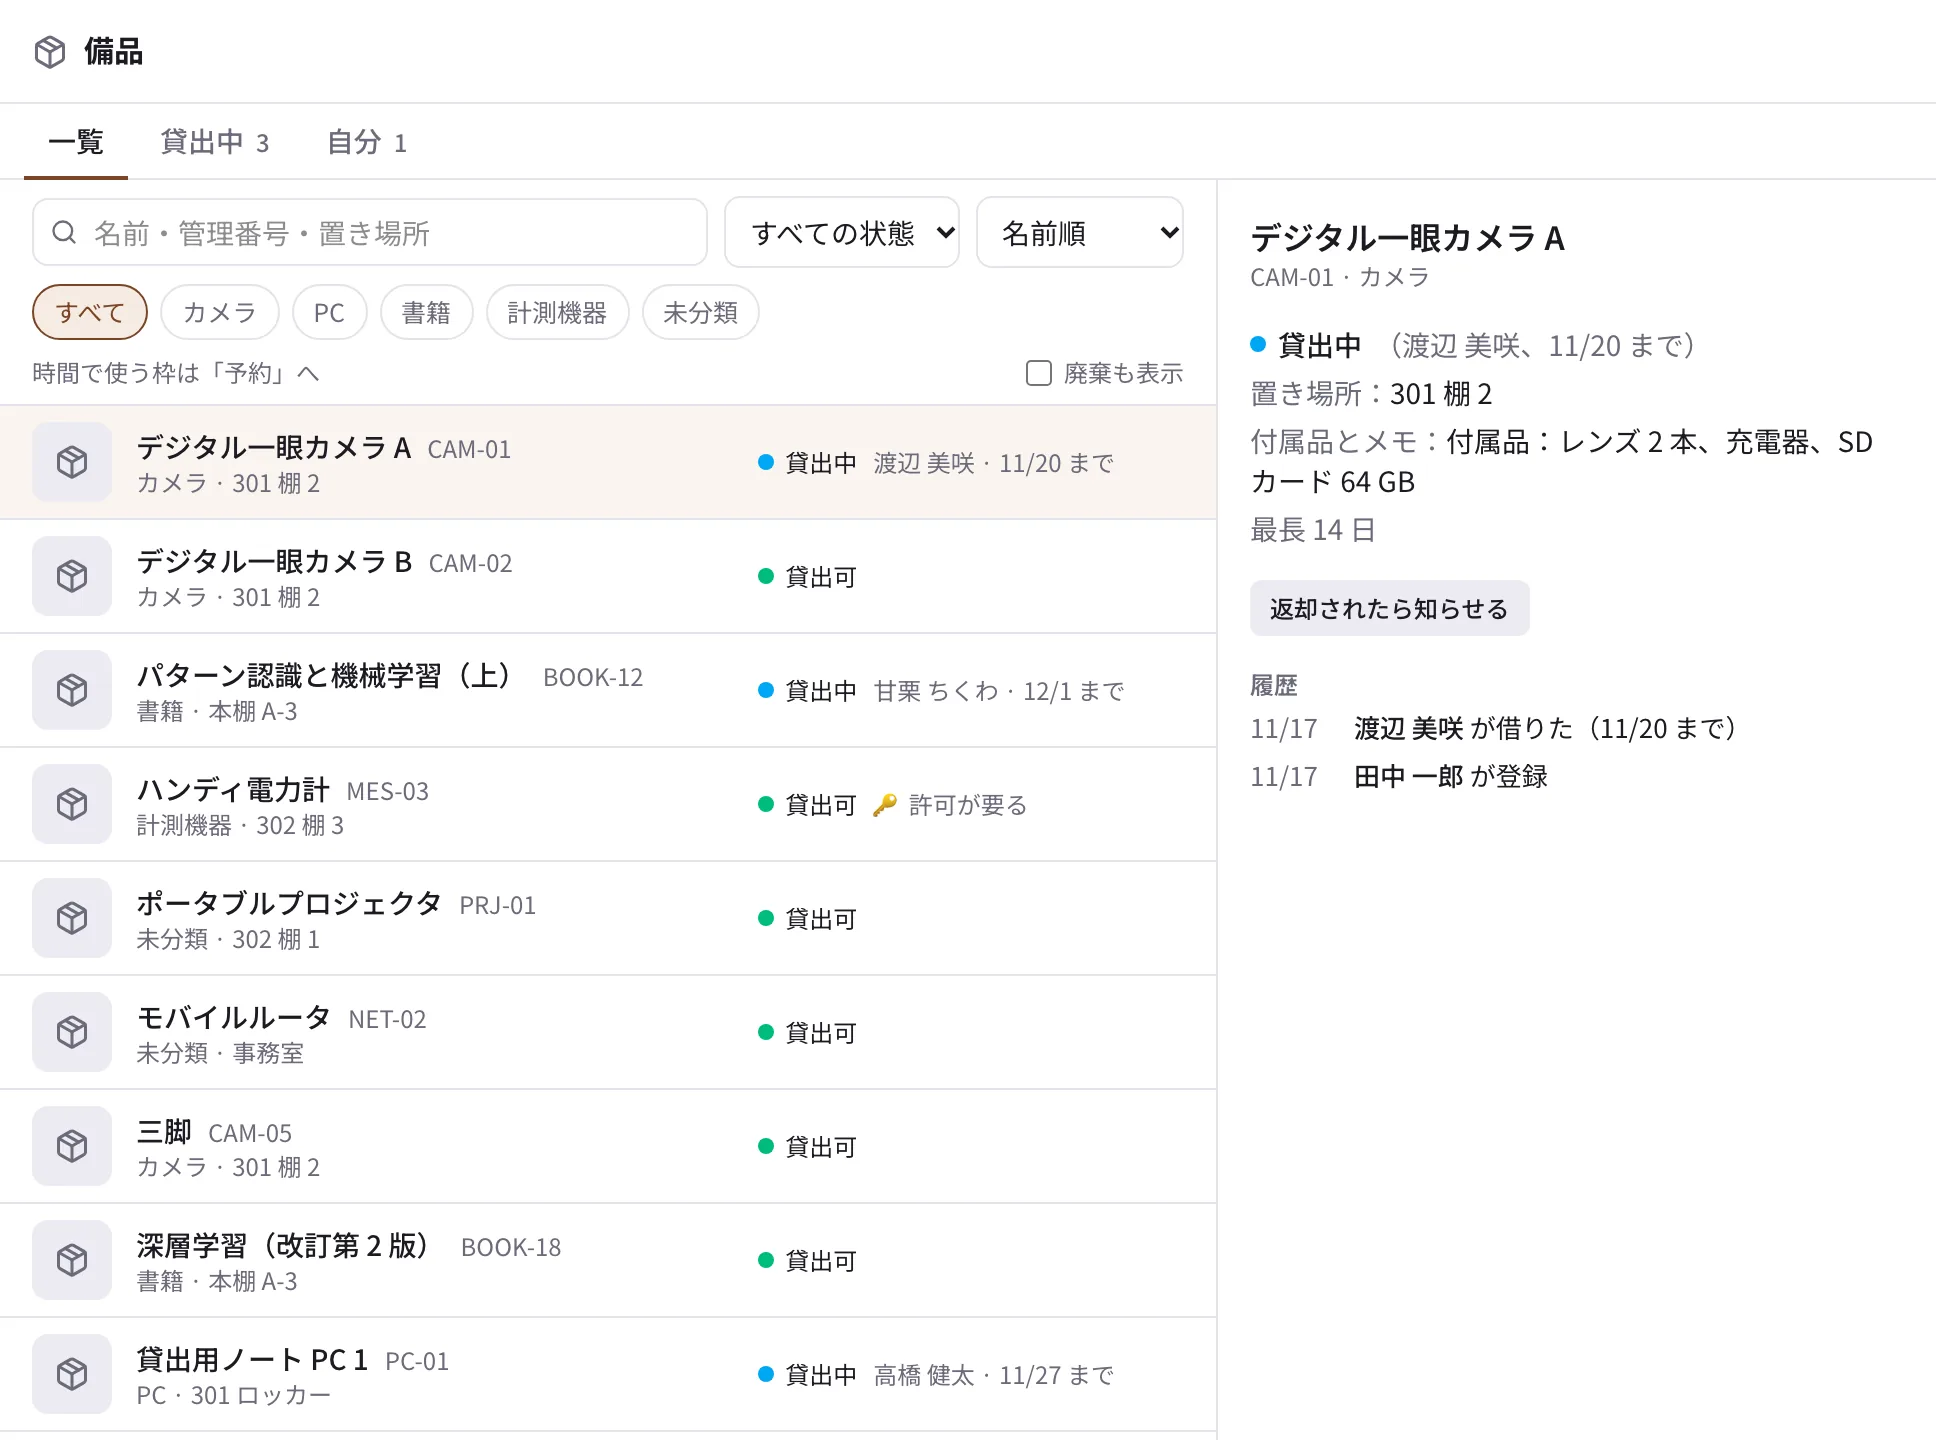 備品
一覧
貸出中 3
自分 1
名前・管理番号・置き場所
すべての状態
名前順
すべて
カメラ
PC
書籍
計測機器
未分類
時間で使う枠は「予約」へ
廃棄も表示
デジタル一眼カメラ A CAM-01
カメラ · 301 棚 2
貸出中 渡辺 美咲 · 11/20 まで
デジタル一眼カメラ B CAM-02
カメラ · 301 棚 2
貸出可
パターン認識と機械学習（上） BOOK-12
書籍 · 本棚 A-3
貸出中 甘栗 ちくわ · 12/1 まで
ハンディ電力計 MES-03
計測機器 · 302 棚 3
貸出可 🔑 許可が要る
ポータブルプロジェクタ PRJ-01
未分類 · 302 棚 1
貸出可
モバイルルータ NET-02
未分類 · 事務室
貸出可
三脚 CAM-05
カメラ · 301 棚 2
貸出可
深層学習（改訂第 2 版） BOOK-18
書籍 · 本棚 A-3
貸出可
貸出用ノート PC 1 PC-01
PC · 301 ロッカー
貸出中 高橋 健太 · 11/27 まで
デジタル一眼カメラ A
CAM-01 · カメラ
貸出中 （渡辺 美咲、11/20 まで）
置き場所：301 棚 2
付属品とメモ：付属品：レンズ 2 本、充電器、SD
カード 64 GB
最長 14 日
返却されたら知らせる
履歴
11/17 渡辺 美咲 が借りた（11/20 まで）
11/17 田中 一郎 が登録